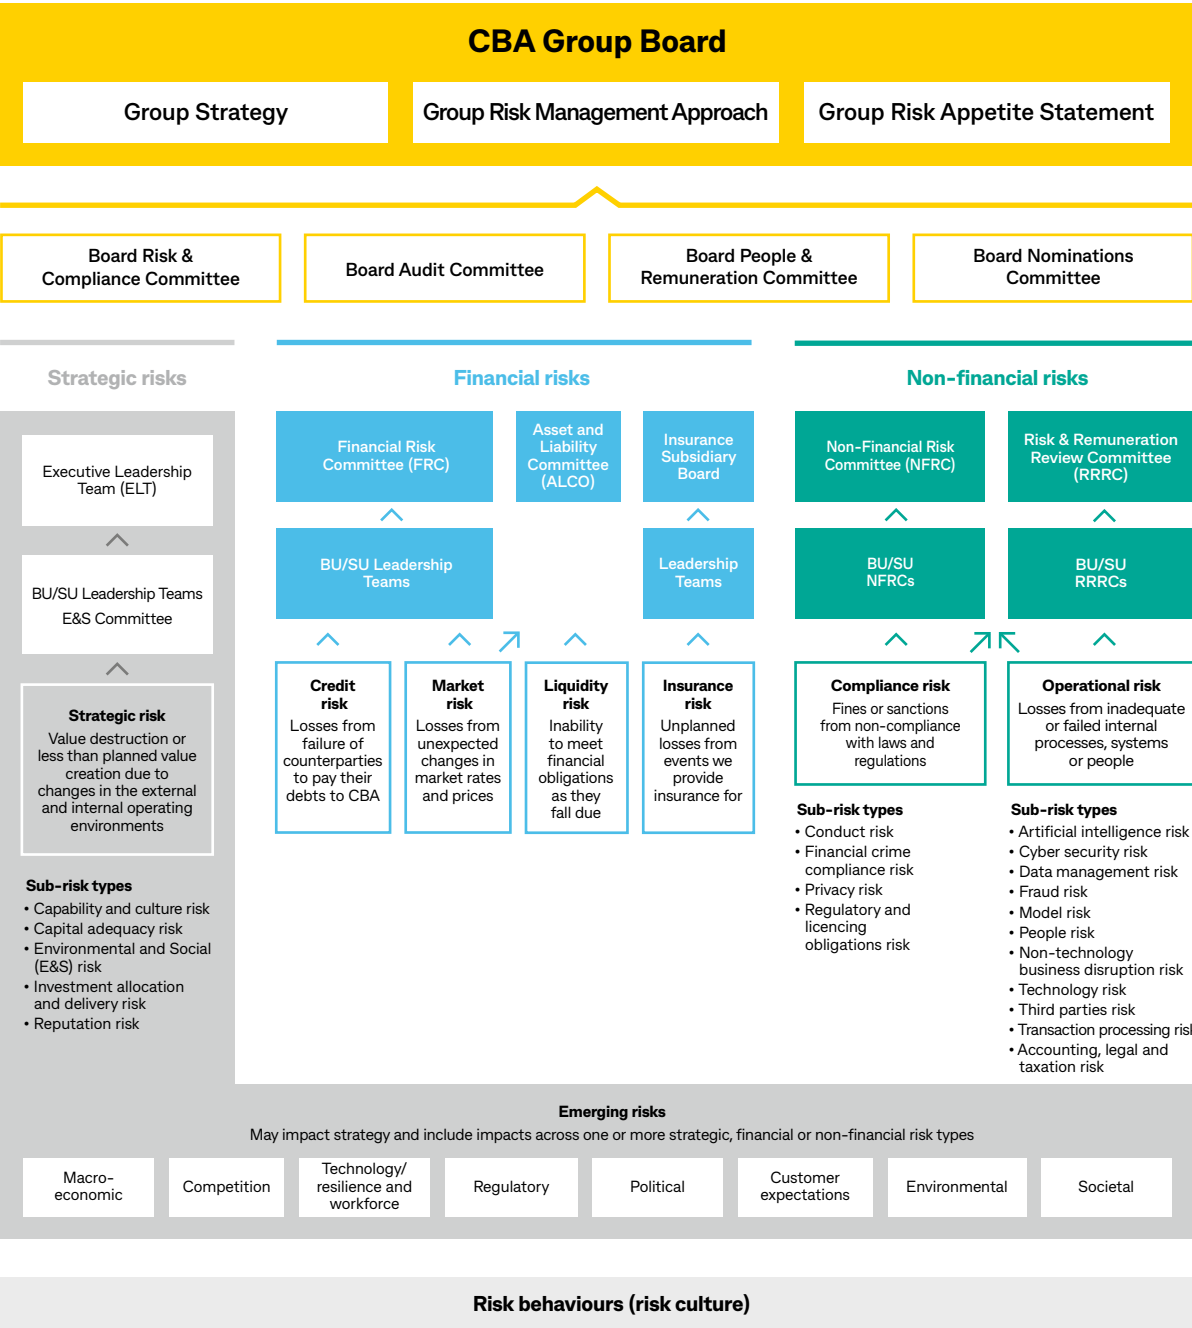 CBA Group Board
Group Strategy
Group Risk Management Approach
Group Risk Appetite Statement
Board Risk &
Compliance Committee
Board Audit Committee
Board People &
Remuneration Committee
Board Nominations
Committee
Strategic risks
Executive Leadership
Team (ELT)
BU/SU Leadership Teams
E&S Committee
Strategic risk
Value destruction or
less than planned value
creation due to
changes in the external
and internal operating
environments
Sub-risk types
• Capability and culture risk
• Capital adequacy risk
• Environmental and Social
(E&S) risk
• Investment allocation
and delivery risk
• Reputation risk
Financial risks
Financial Risk
Committee (FRC)
Asset and
Liability
Committee
(ALCO)
Insurance
Subsidiary
Board
BU/SU Leadership
Teams
Leadership
Teams
Credit
risk
Losses from
failure of
counterparties
to pay their
debts to CBA
Market
risk
Losses from
unexpected
changes in
market rates
and prices
Liquidity
risk
Inability
to meet
financial
obligations
as they
fall due
Insurance
risk
Unplanned
losses from
events we
provide
insurance for
Non-financial risks
Non-Financial Risk
Committee (NFRC)
Risk & Remuneration
Review Committee
(RRRC)
BU/SU
NFRCs
BU/SU
RRRCs
Compliance risk
Fines or sanctions
from non-compliance
with laws and
regulations
Sub-risk types
• Conduct risk
• Financial crime
compliance risk
• Privacy risk
• Regulatory and
licencing
obligations risk
Operational risk
Losses from inadequate
or failed internal
processes, systems
or people
Sub-risk types
• Artificial intelligence risk
• Cyber security risk
• Data management risk
• Fraud risk
• Model risk
• People risk
• Non-technology
business disruption risk
• Technology risk
• Third parties risk
• Transaction processing risk
• Accounting, legal and
taxation risk
Emerging risks
May impact strategy and include impacts across one or more strategic, financial or non-financial risk types
Macro-
economic
Competition
Technology/
resilience and
workforce
Regulatory
Political
Customer
expectations
Environmental
Societal
Risk behaviours (risk culture)